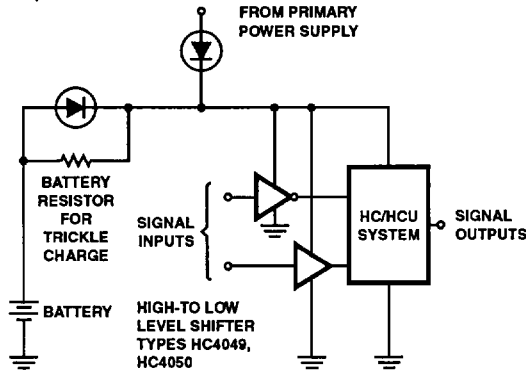 FROM PRIMARY
POWER SUPPLY
BATTERY
RESISTOR
FOR
TRICKLE
CHARGE
SIGNAL
INPUTS
HC/HCU
SYSTEM
SIGNAL
OUTPUTS
BATTERY
HIGH-TO LOW
LEVEL SHIFTER
TYPES HC4049,
HC4050